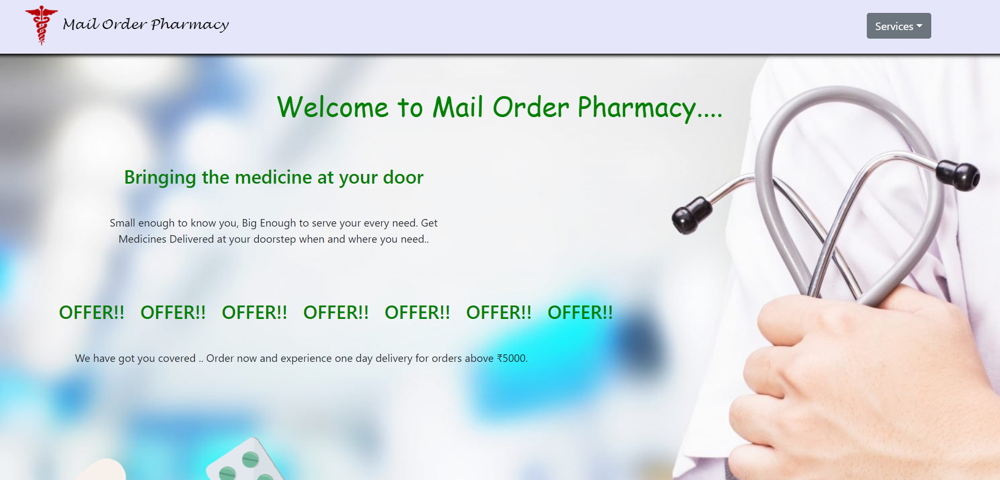 Mail Order Pharmacy
Services
Welcome to Mail Order Pharmacy....
Bringing the medicine at your door
Small enough to know you, Big Enough to serve your every need. Get
Medicines Delivered at your doorstep when and where you need..
OFFER!! OFFER!! OFFER!! OFFER!! OFFER!! OFFER!! OFFER!!
We have got you covered .. Order now and experience one day delivery for orders above ₹5000.